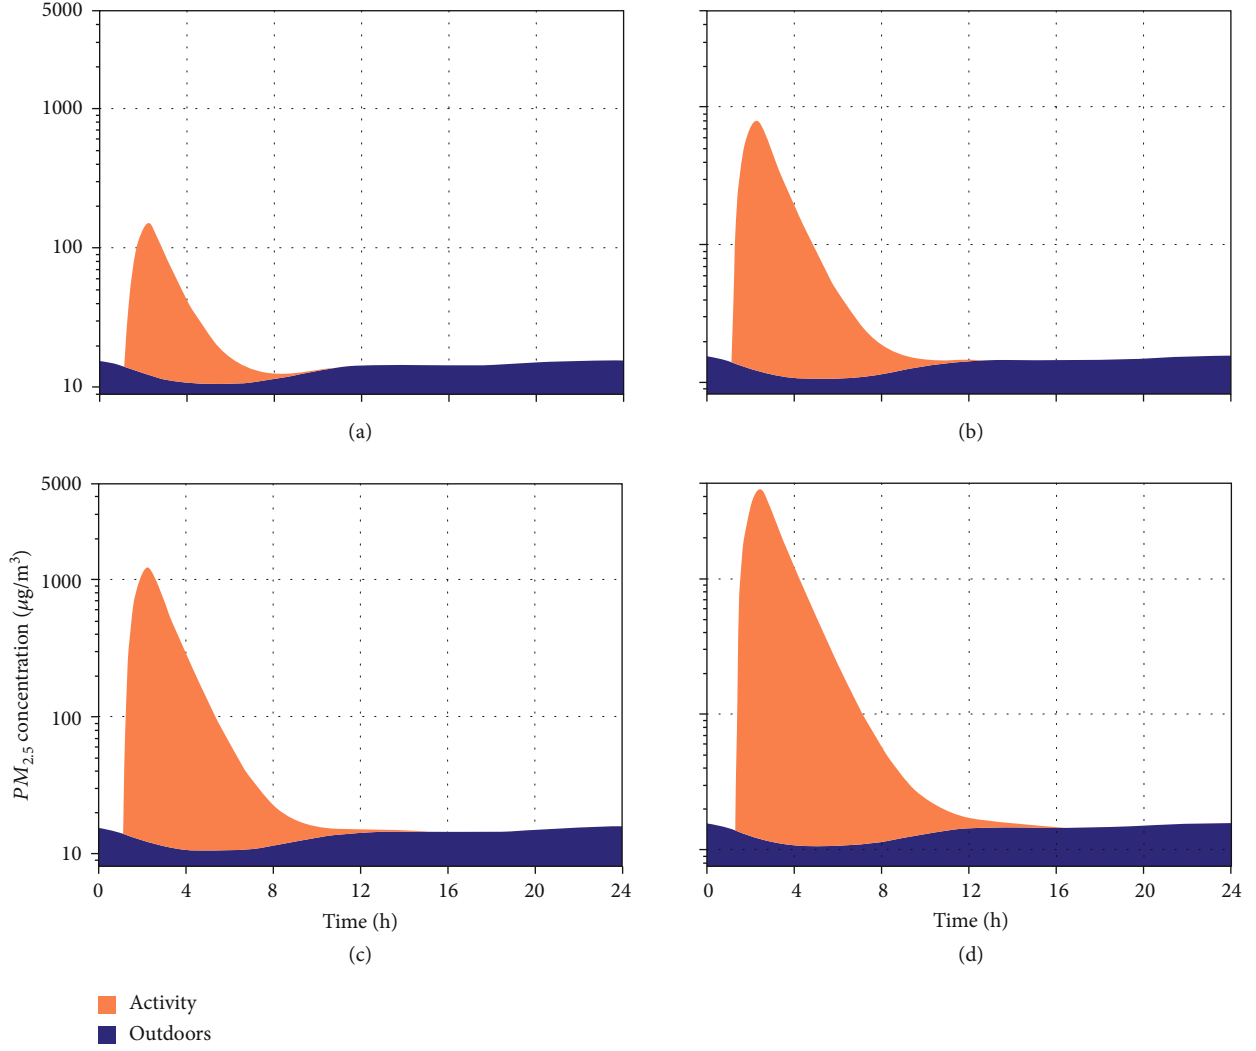 5000
1000
100
10
(a)
(b)
5000
1000
100
10
PM2.5 concentration (μg/m3)
0 4 8 12 16 20 24
0 4 8 12 16 20 24
Time (h)
Time (h)
(c)
(d)
Activity
Outdoors